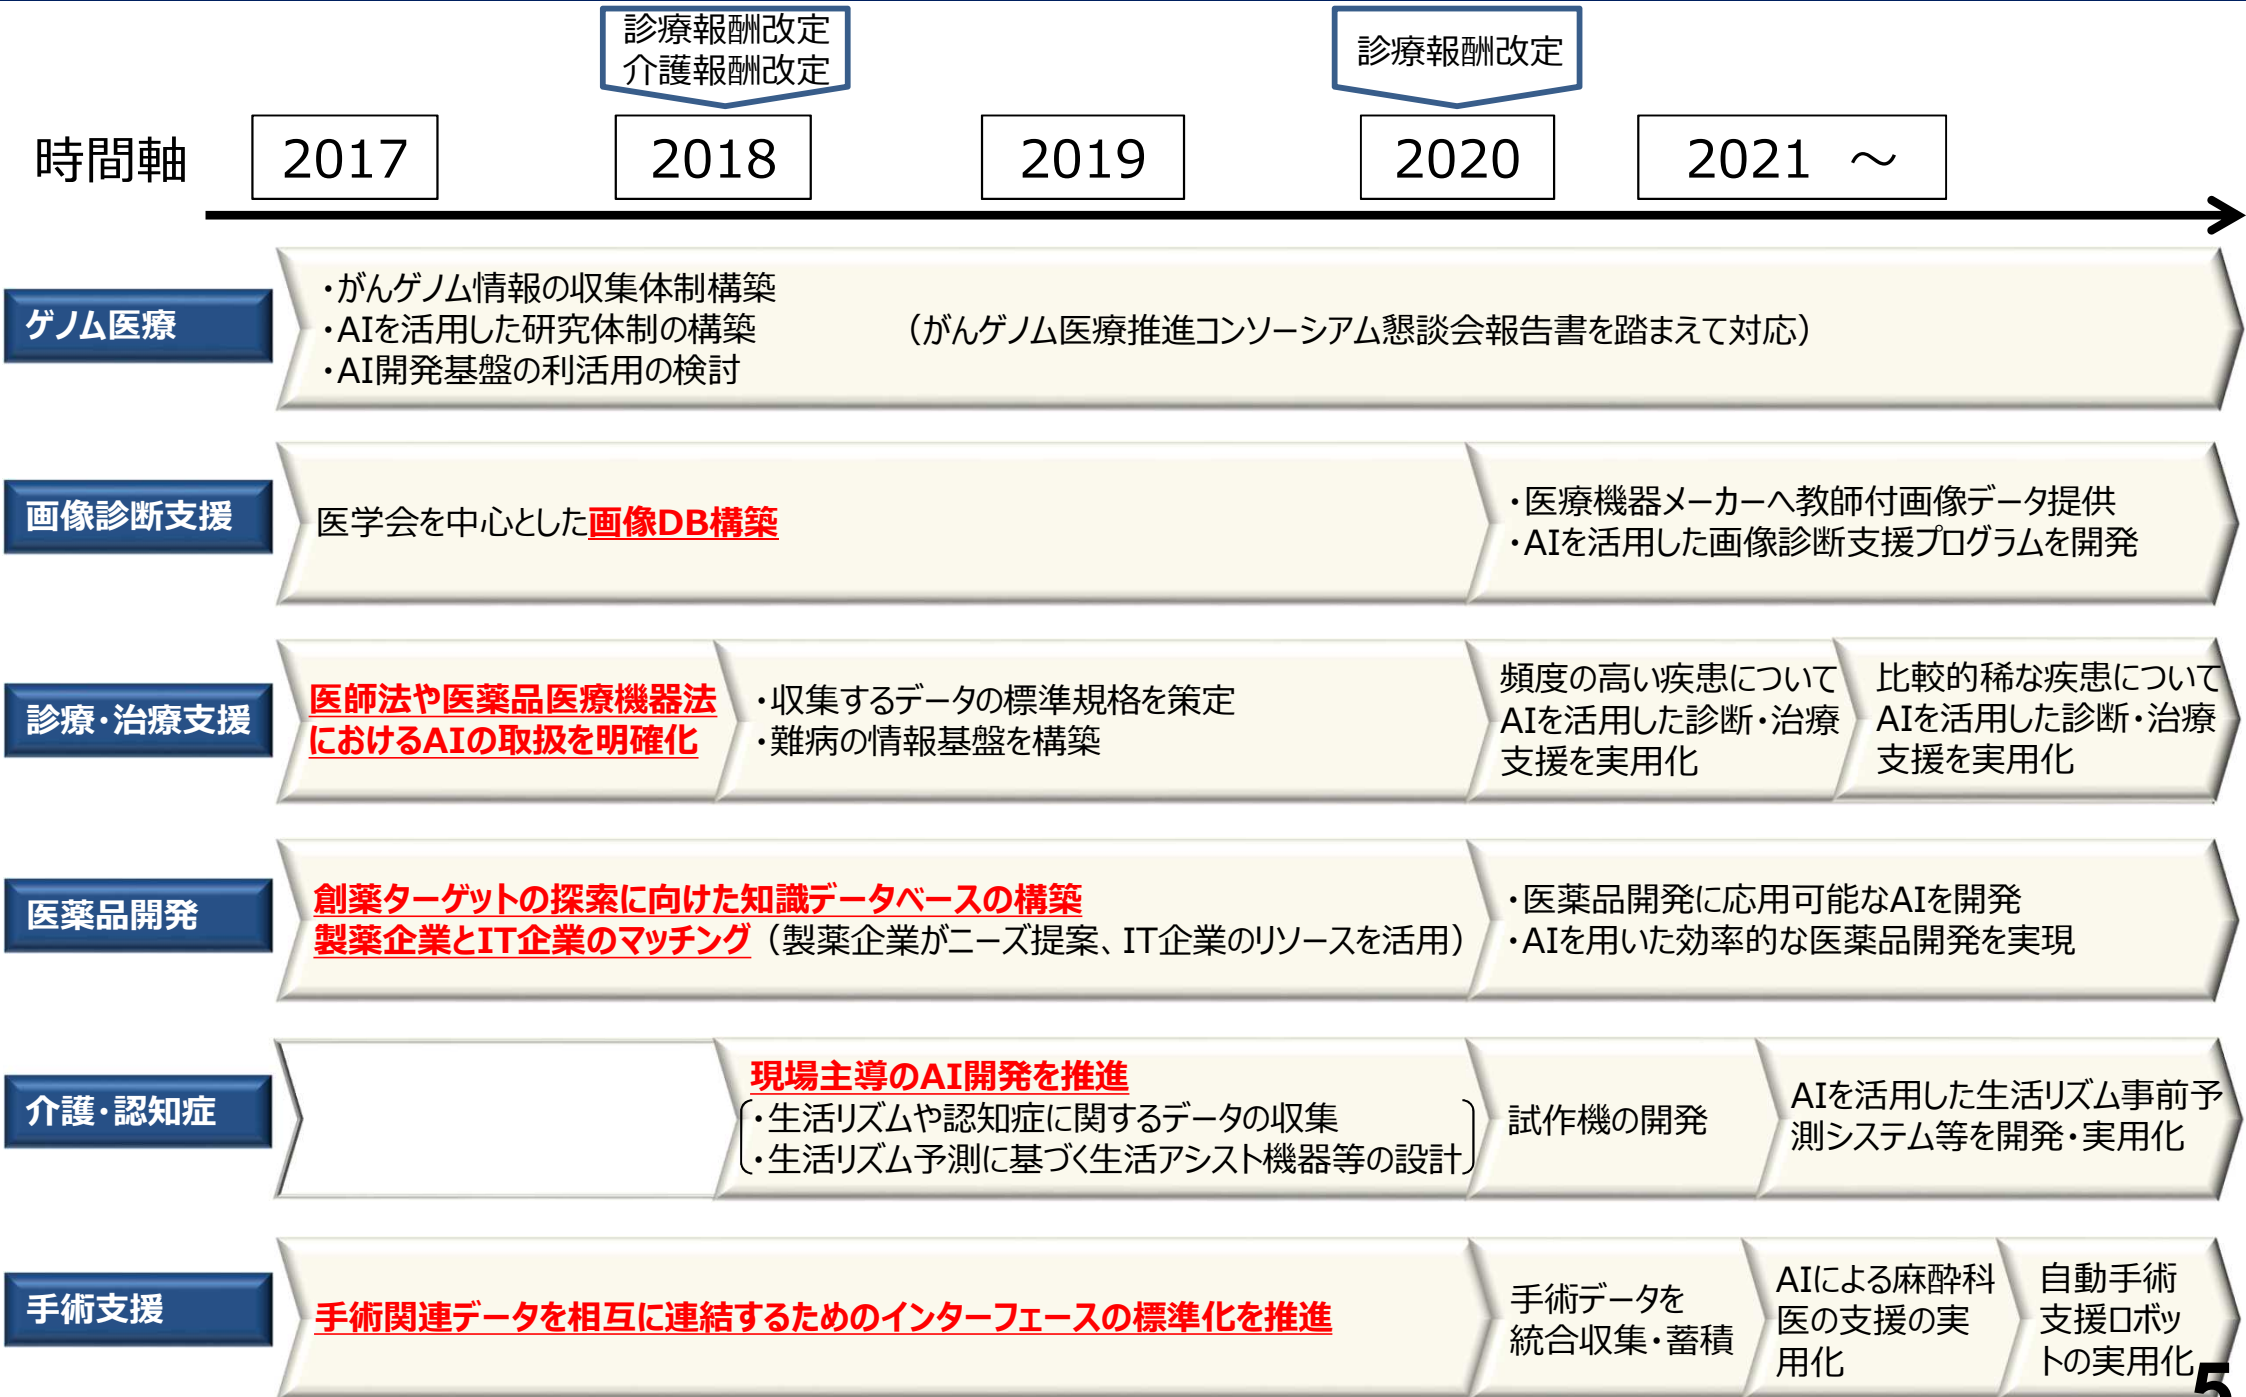 診療報酬改定
介護報酬改定
診療報酬改定
時間軸
2017
2018
2019
2020
2021 ～
ゲノム医療
・がんゲノム情報の収集体制構築
・AIを活用した研究体制の構築
・AI開発基盤の利活用の検討
（がんゲノム医療推進コンソーシアム懇談会報告書を踏まえて対応）
画像診断支援
医学会を中心とした画像DB構築
・医療機器メーカーへ教師付画像データ提供
・AIを活用した画像診断支援プログラムを開発
診療・治療支援
医師法や医薬品医療機器法
におけるAIの取扱を明確化
・収集するデータの標準規格を策定
・難病の情報基盤を構築
頻度の高い疾患について
AIを活用した診断・治療
支援を実用化
比較的稀な疾患について
AIを活用した診断・治療
支援を実用化
医薬品開発
創薬ターゲットの探索に向けた知識データベースの構築
製薬企業とIT企業のマッチング（製薬企業がニーズ提案、IT企業のリソースを活用）
・医薬品開発に応用可能なAIを開発
・AIを用いた効率的な医薬品開発を実現
介護・認知症
現場主導のAI開発を推進
・生活リズムや認知症に関するデータの収集
・生活リズム予測に基づく生活アシスト機器等の設計
試作機の開発
AIを活用した生活リズム事前予
測システム等を開発・実用化
手術支援
手術関連データを相互に連結するためのインターフェースの標準化を推進
手術データを
統合収集・蓄積
AIによる麻酔科
医の支援の実
用化
自動手術
支援ロボッ
トの実用化
5